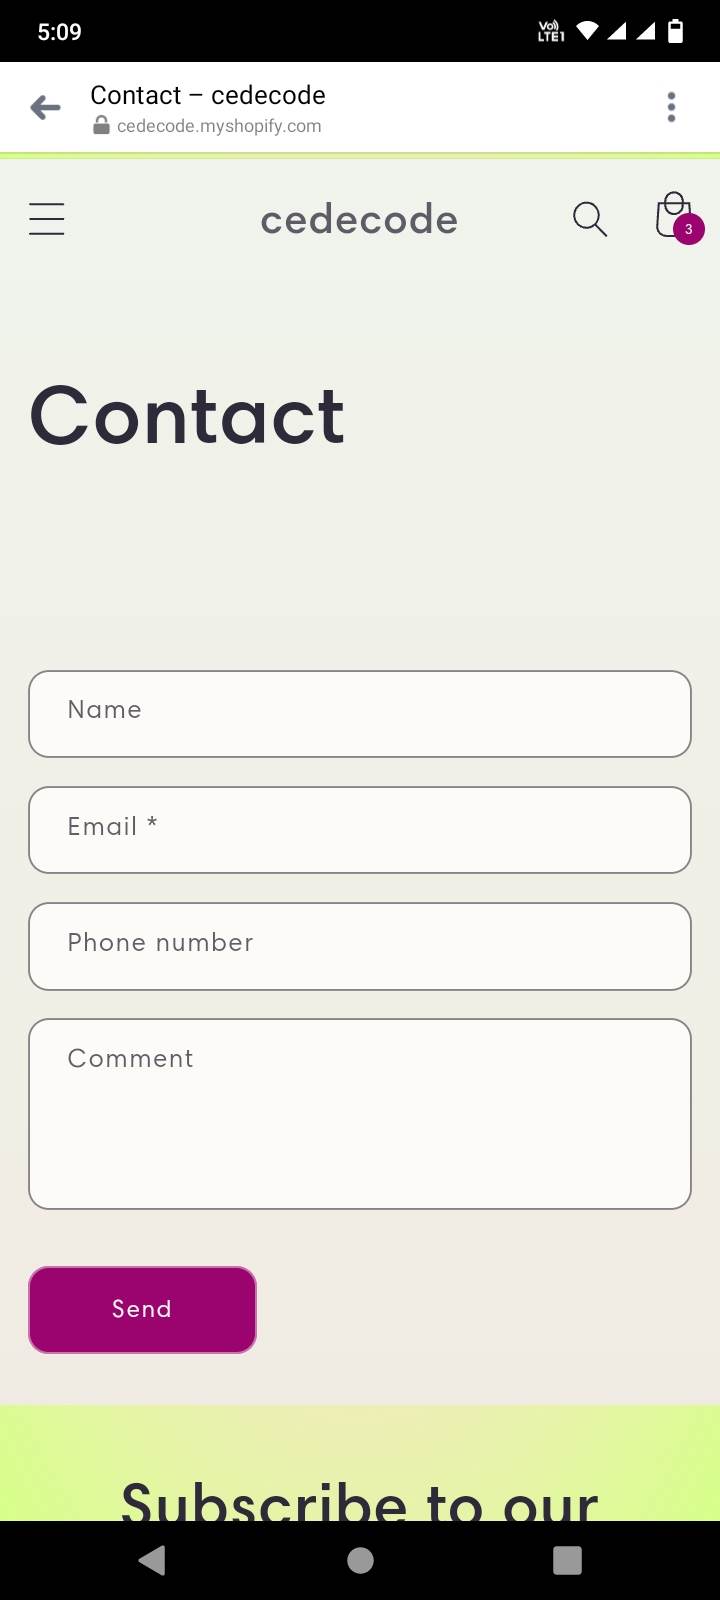 5:09
Vo)) LTE1
Contact – cedecode
cedecode.myshopify.com
cedecode
3
Contact
Name
Email *
Phone number
Comment
Send
Subscribe to our